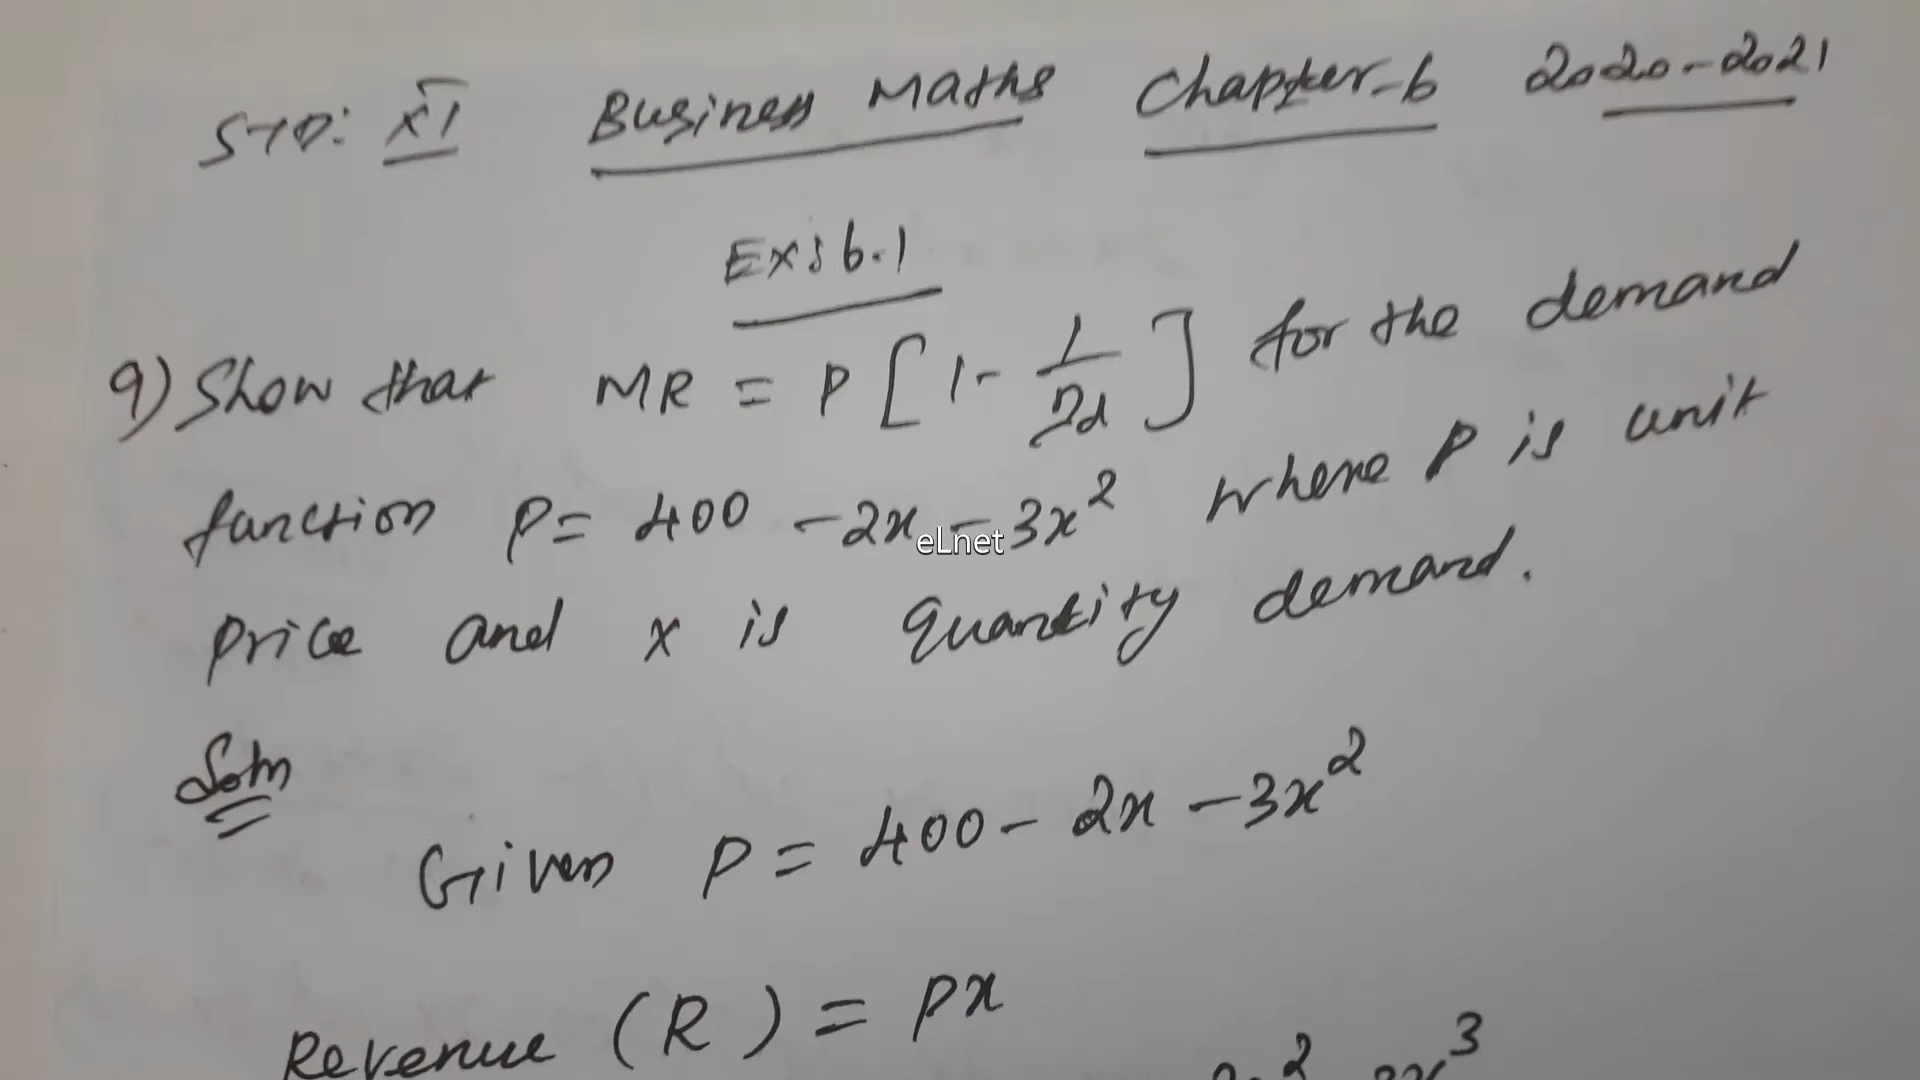 STD: XI Business Maths Chapter-6 2020-2021
Ex: 6.1
9) Show that MR = P [ 1 - 1/ηd ] for the demand
function P = 400 - 2x - 3x² where P is unit
eLnet
price and x is quantity demand.
Soln
Given P = 400 - 2x - 3x²
Revenue (R) = Px